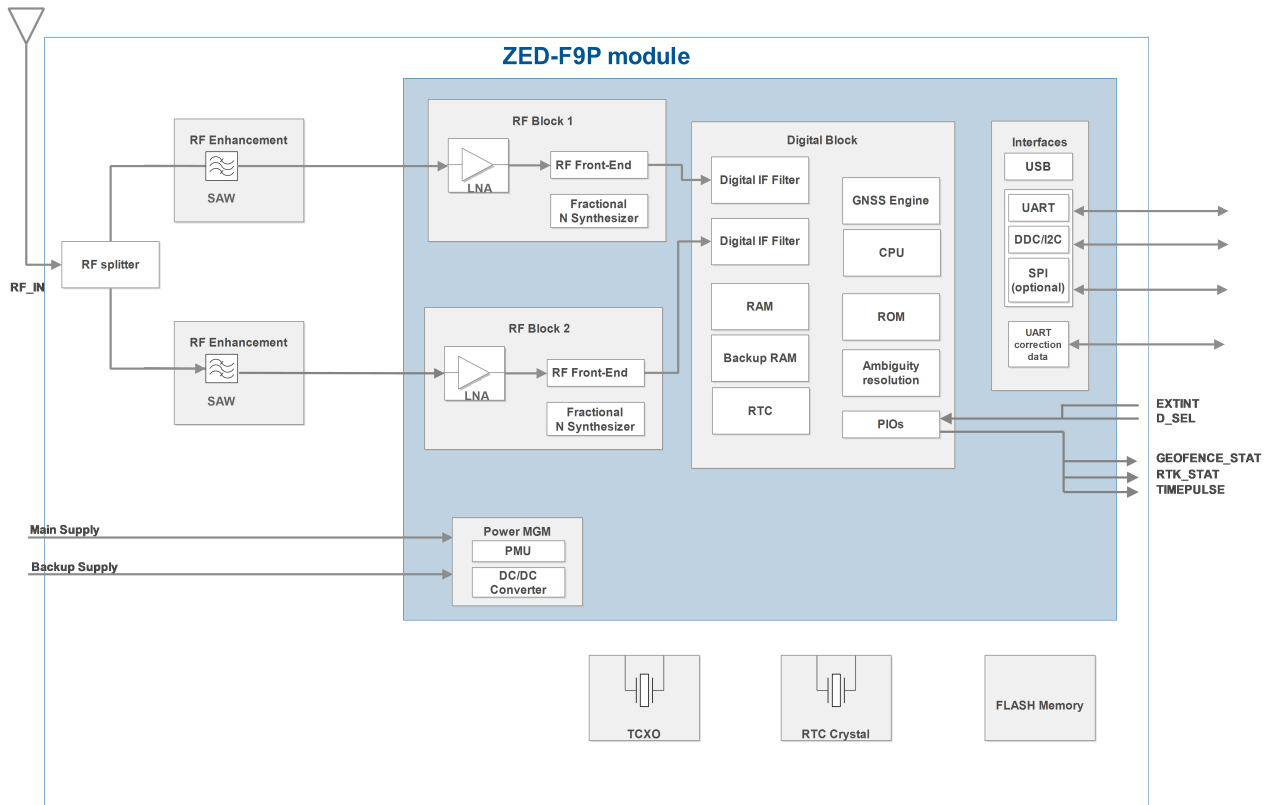 ZED-F9P module
RF_IN
RF splitter
RF Enhancement
SAW
RF Enhancement
SAW
RF Block 1
LNA
RF Front-End
Fractional
N Synthesizer
RF Block 2
LNA
RF Front-End
Fractional
N Synthesizer
Digital Block
Digital IF Filter
Digital IF Filter
RAM
Backup RAM
RTC
GNSS Engine
CPU
ROM
Ambiguity
resolution
PIOs
Interfaces
USB
UART
DDC/I2C
SPI
(optional)
UART
correction
data
EXTINT
D_SEL
GEOFENCE_STAT
RTK_STAT
TIMEPULSE
Main Supply
Backup Supply
Power MGM
PMU
DC/DC
Converter
TCXO
RTC Crystal
FLASH Memory